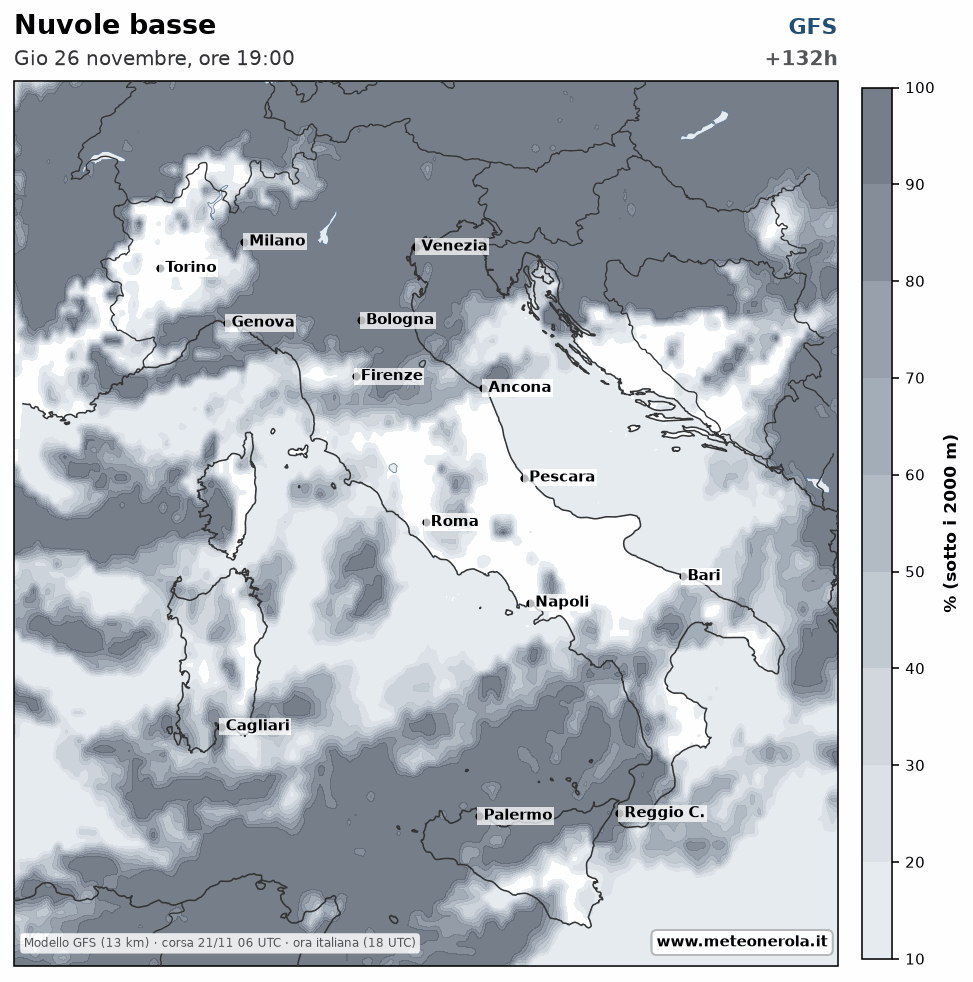 Nuvole basse
GFS
Gio 26 novembre, ore 19:00
+132h
100
90
80
70
60
50
40
30
20
10
% (sotto i 2000 m)
Milano
Venezia
Torino
Genova
Bologna
Firenze
Ancona
Pescara
Roma
Bari
Napoli
Cagliari
Palermo
Reggio C.
Modello GFS (13 km) · corsa 21/11 06 UTC · ora italiana (18 UTC)
www.meteonerola.it